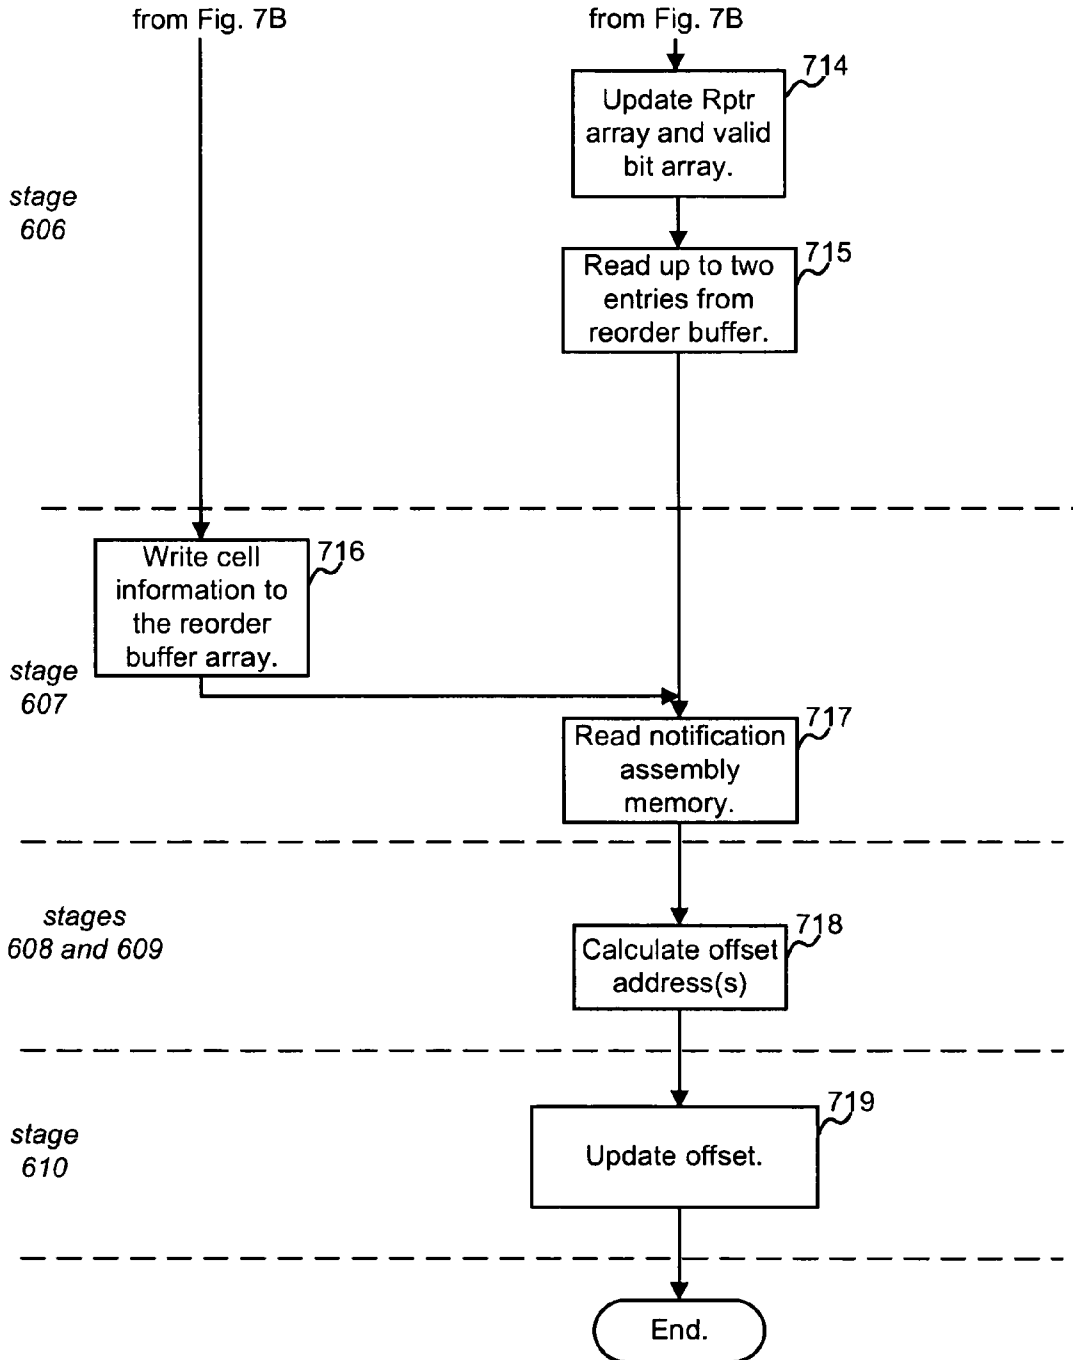 from Fig. 7B
from Fig. 7B
714
Update Rptr
array and valid
bit array.
stage
606
715
Read up to two
entries from
reorder buffer.
716
Write cell
information to
the reorder
buffer array.
stage
607
717
Read notification
assembly
memory.
stages
608 and 609
718
Calculate offset
address(s)
719
stage
610
Update offset.
End.